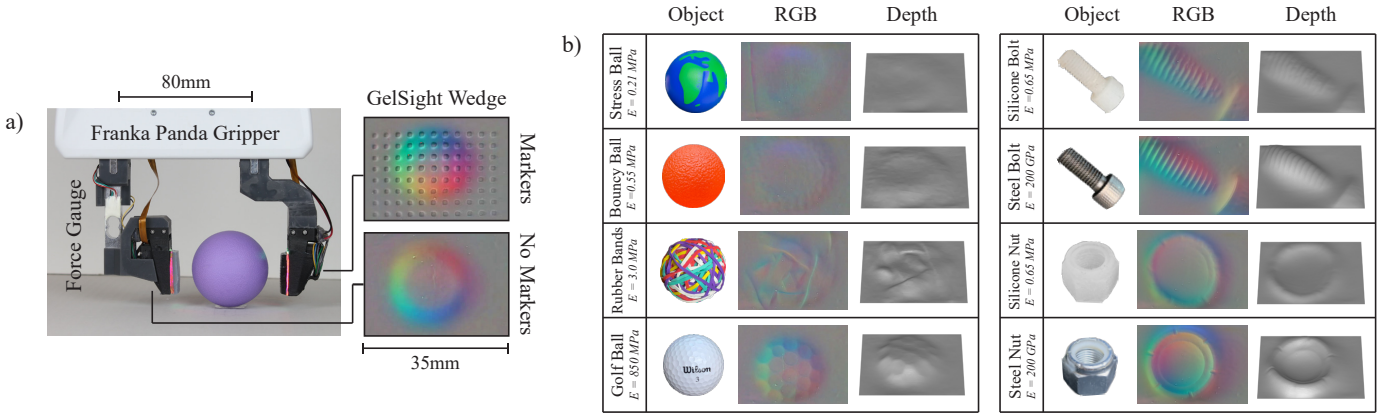 a)
80mm
Franka Panda Gripper
Force Gauge
GelSight Wedge
Markers
No Markers
35mm
b)
Object RGB Depth
Stress Ball
E = 0.21 MPa
Bouncy Ball
E =0.55 MPa
Rubber Bands
E = 3.0 MPa
Golf Ball
E = 850 MPa
Wilson
3
Object RGB Depth
Silicone Bolt
E =0.65 MPa
Steel Bolt
E = 200 GPa
Silicone Nut
E = 0.65 MPa
Steel Nut
E = 200 GPa